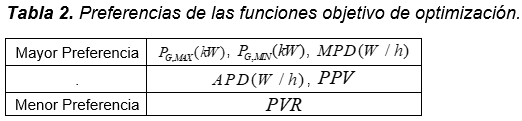 Tabla 2. Preferencias de las funciones objetivo de optimización.
Mayor Preferencia P_{G,MAX}(kW), P_{G,MIN}(kW), MPD(W / h)
. APD(W / h), PPV
Menor Preferencia PVR